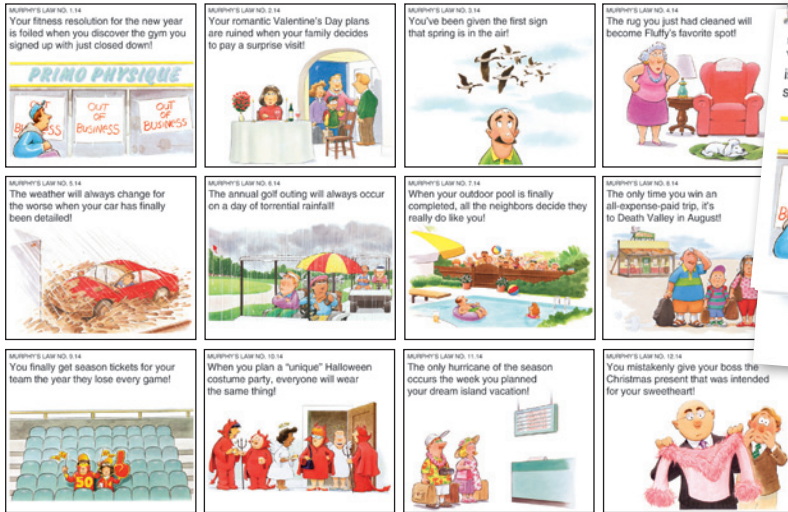 MURPHY'S LAW NO. 1.14
Your fitness resolution for the new year
is foiled when you discover the gym you
signed up with just closed down!
PRIMO PHYSIQUE
OUT
BUSINESS
OUT
OF
BUSINESS
OUT
OF
BUSINESS
MURPHY'S LAW NO. 2.14
Your romantic Valentine's Day plans
are ruined when your family decides
to pay a surprise visit!
MURPHY'S LAW NO. 3.14
You've been given the first sign
that spring is in the air!
MURPHY'S LAW NO. 4.14
The rug you just had cleaned will
become Fluffy's favorite spot!
MURPHY'S LAW NO. 5.14
The weather will always change for
the worse when your car has finally
been detailed!
MURPHY'S LAW NO. 6.14
The annual golf outing will always occur
on a day of torrential rainfall!
MURPHY'S LAW NO. 7.14
When your outdoor pool is finally
completed, all the neighbors decide they
really do like you!
MURPHY'S LAW NO. 8.14
The only time you win an
all-expense-paid trip, it's
to Death Valley in August!
MURPHY'S LAW NO. 9.14
You finally get season tickets for your
team the year they lose every game!
50
MURPHY'S LAW NO. 10.14
When you plan a "unique" Halloween
costume party, everyone will wear
the same thing!
MURPHY'S LAW NO. 11.14
The only hurricane of the season
occurs the week you planned
your dream island vacation!
MURPHY'S LAW NO. 12.14
You mistakenly give your boss the
Christmas present that was intended
for your sweetheart!